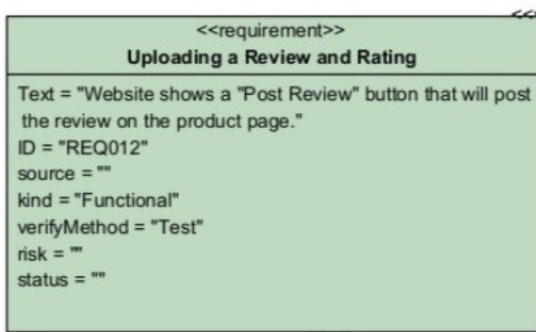 <<requirement>>
Uploading a Review and Rating
Text = "Website shows a "Post Review" button that will post
the review on the product page."
ID = "REQ012"
source = ""
kind = "Functional"
verifyMethod = "Test"
risk = ""
status = ""